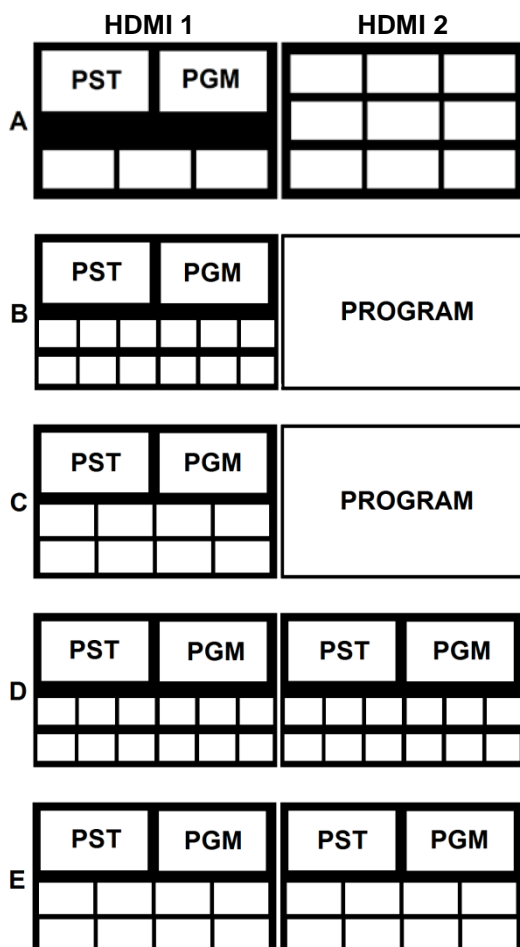 HDMI 1 HDMI 2
PST PGM
A
PST PGM
B PROGRAM
PST PGM
C PROGRAM
PST PGM PST PGM
D
PST PGM PST PGM
E